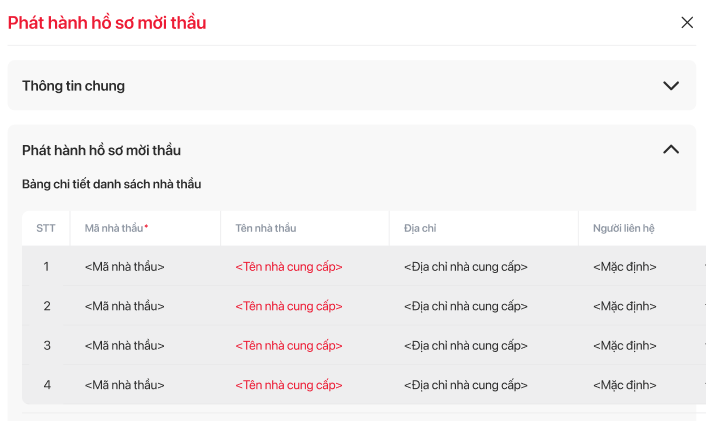 Phát hành hồ sơ mời thầu
Thông tin chung
Phát hành hồ sơ mời thầu
Bảng chi tiết danh sách nhà thầu
STT Mã nhà thầu* Tên nhà thầu Địa chỉ Người liên hệ
1 <Mã nhà thầu> <Tên nhà cung cấp> <Địa chỉ nhà cung cấp> <Mặc định>
2 <Mã nhà thầu> <Tên nhà cung cấp> <Địa chỉ nhà cung cấp> <Mặc định>
3 <Mã nhà thầu> <Tên nhà cung cấp> <Địa chỉ nhà cung cấp> <Mặc định>
4 <Mã nhà thầu> <Tên nhà cung cấp> <Địa chỉ nhà cung cấp> <Mặc định>